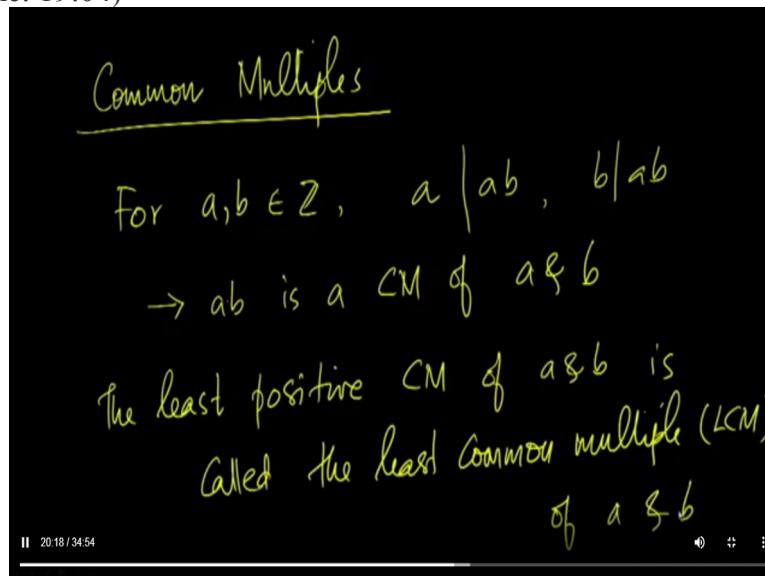 Common Multiples
For a, b ∈ Z, a | ab, b | ab
→ ab is a CM of a & b
The least positive CM of a & b is
Called the least common multiple (LCM)
of a & b
20:18 / 34:54